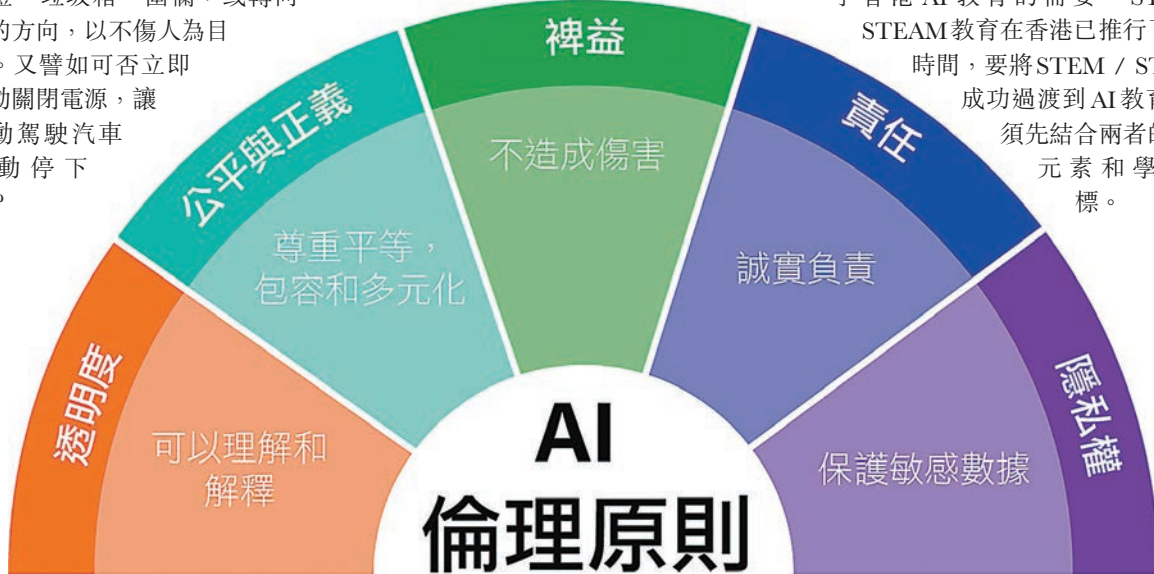 的方向，以不傷人為目
。又譬如可否立即
動關閉電源，讓
動駕駛汽車
動停下
STEAM教育在香港已推行
時間，要將STEM / ST
成功過渡到AI教育
須先結合兩者的
元素和學
標。
透明度
可以理解和
解釋
公平與正義
尊重平等，
包容和多元化
裨益
不造成傷害
責任
誠實負責
隱私權
保護敏感數據
AI
倫理原則